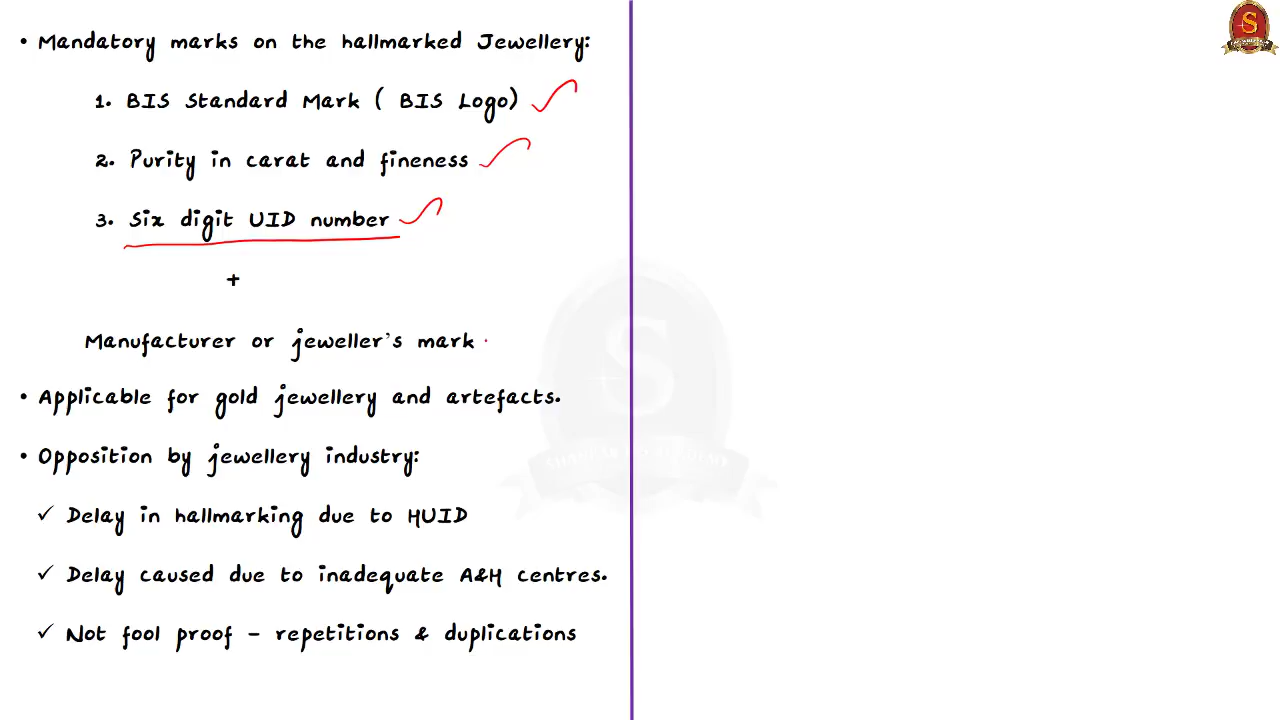 • Mandatory marks on the hallmarked Jewellery:
1. BIS Standard Mark ( BIS Logo)
2. Purity in carat and fineness
3. Six digit UID number
+
Manufacturer or jeweller's mark
• Applicable for gold jewellery and artefacts.
• Opposition by jewellery industry:
✓ Delay in hallmarking due to HUID
✓ Delay caused due to inadequate A&H centres.
✓ Not fool proof – repetitions & duplications